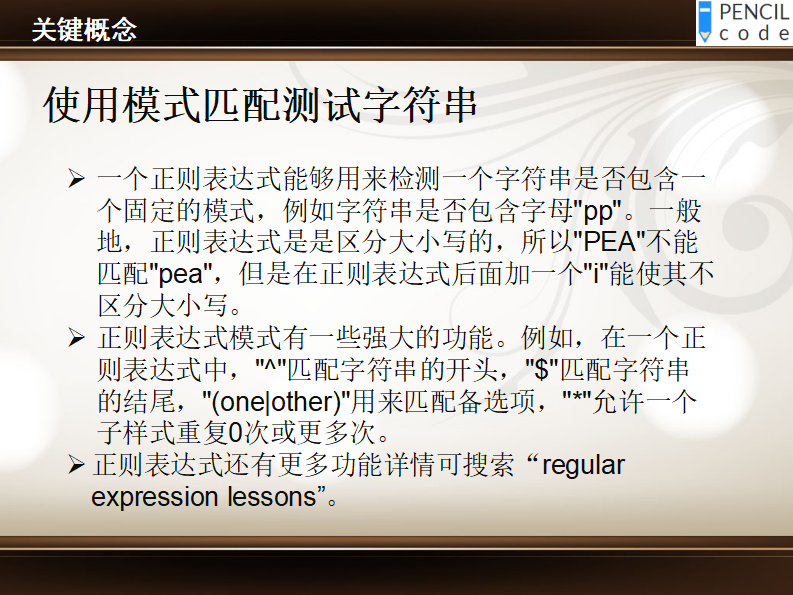 关键概念
PENCIL
code
使用模式匹配测试字符串
➢ 一个正则表达式能够用来检测一个字符串是否包含一
个固定的模式，例如字符串是否包含字母"pp"。一般
地，正则表达式是是区分大小写的，所以"PEA"不能
匹配"pea"，但是在正则表达式后面加一个"i"能使其不
区分大小写。
➢ 正则表达式模式有一些强大的功能。例如，在一个正
则表达式中，"^"匹配字符串的开头，"$"匹配字符串
的结尾，"(one|other)"用来匹配备选项，"*"允许一个
子样式重复0次或更多次。
➢ 正则表达式还有更多功能详情可搜索“regular
expression lessons”。